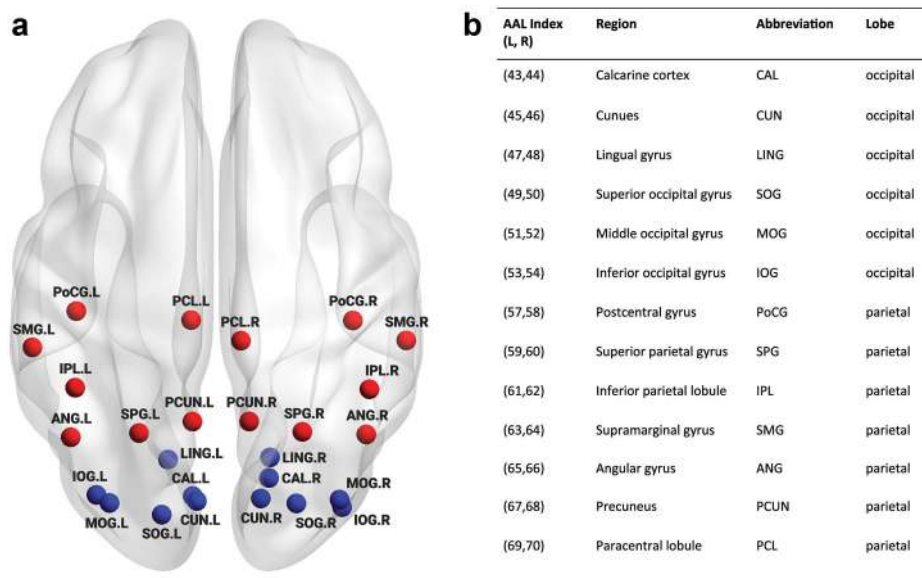 a
PoCG.L
PCL.L
PoCG.R
PCL.R
SMG.R
SMG.L
IPL.L
IPL.R
PCUN.L
PCUN.R
ANG.L
SPG.L
SPG.R
ANG.R
LING.L
LING.R
IOG.L
CAL.L
CAL.R
MOG.R
MOG.L
SOG.L
CUN.L
CUN.R
SOG.R
IOG.R
b
AAL Index (L, R) Region Abbreviation Lobe
(43,44) Calcarine cortex CAL occipital
(45,46) Cunues CUN occipital
(47,48) Lingual gyrus LING occipital
(49,50) Superior occipital gyrus SOG occipital
(51,52) Middle occipital gyrus MOG occipital
(53,54) Inferior occipital gyrus IOG occipital
(57,58) Postcentral gyrus PoCG parietal
(59,60) Superior parietal gyrus SPG parietal
(61,62) Inferior parietal lobule IPL parietal
(63,64) Supramarginal gyrus SMG parietal
(65,66) Angular gyrus ANG parietal
(67,68) Precuneus PCUN parietal
(69,70) Paracentral lobule PCL parietal